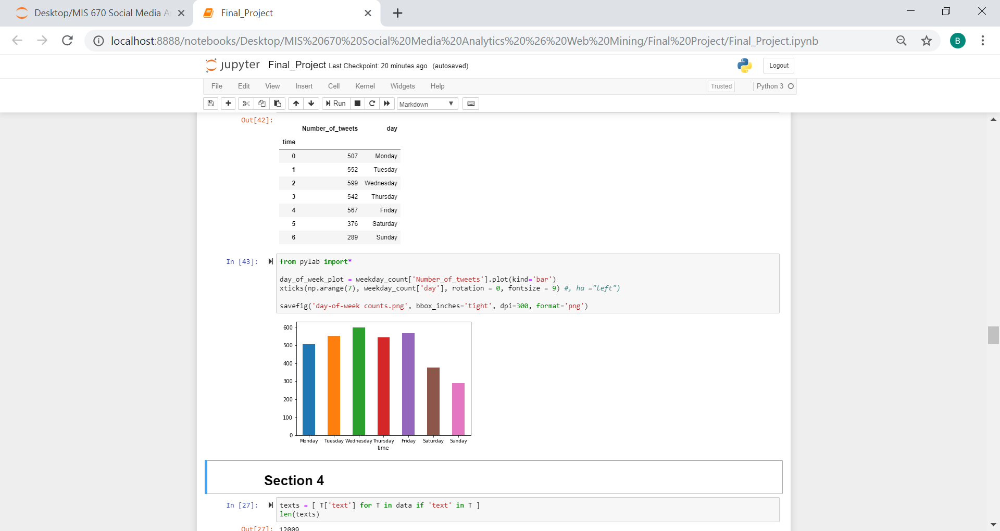 Desktop/MIS 670 Social Media A
Final_Project
localhost:8888/notebooks/Desktop/MIS%20670%20Social%20Media%20Analytics%20%26%20Web%20Mining/Final%20Project/Final_Project.ipynb
B
jupyter Final_Project Last Checkpoint: 20 minutes ago (autosaved)
Logout
File Edit View Insert Cell Kernel Widgets Help
Trusted
Python 3
Run
Markdown
Out[42]:
Number_of_tweets day
time
0 507 Monday
1 552 Tuesday
2 599 Wednesday
3 542 Thursday
4 567 Friday
5 376 Saturday
6 289 Sunday
In [43]:
from pylab import*
day_of_week_plot = weekday_count['Number_of_tweets'].plot(kind='bar')
xticks(np.arange(7), weekday_count['day'], rotation = 0, fontsize = 9) #, ha ="left")
savefig('day-of-week counts.png', bbox_inches='tight', dpi=300, format='png')
600
500
400
300
200
100
0
Monday Tuesday Wednesday Thursday Friday Saturday Sunday
time
Section 4
In [27]:
texts = [ T['text'] for T in data if 'text' in T ]
len(texts)
Out[27]: 12009